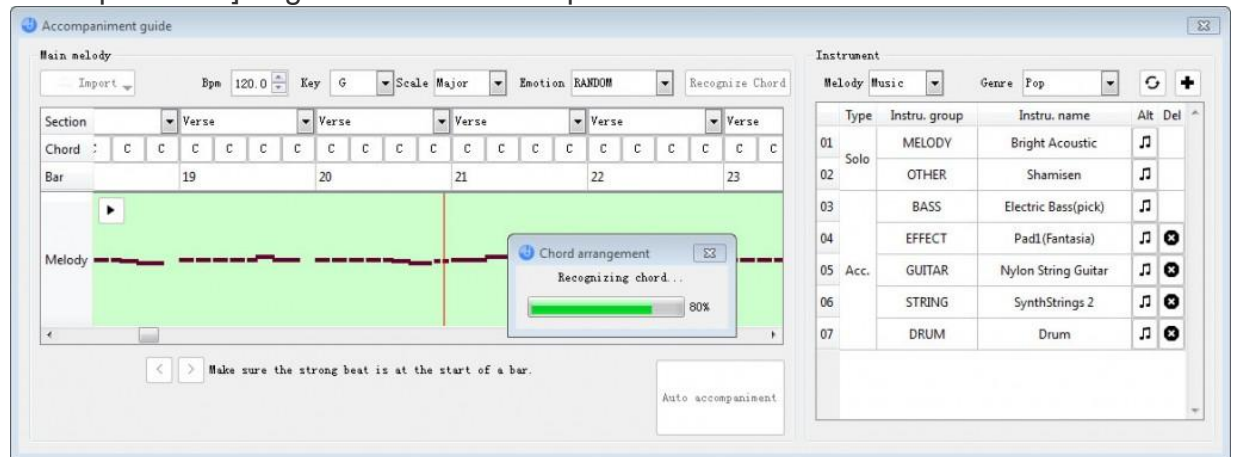 Accompaniment guide
Main melody
Import Bpm 120.0 Key G Scale Major Emotion RANDOM Recognize Chord
Section Verse Verse Verse Verse Verse
Chord C C C C C C C C C C C C C C C C C C
Bar 19 20 21 22 23
Melody
Chord arrangement
Recognizing chord...
80%
< > Make sure the strong beat is at the start of a bar.
Auto accompaniment
Instrument
Melody Music Genre Pop
Type Instru. group Instru. name Alt Del
01 Solo MELODY Bright Acoustic
02 OTHER Shamisen
03 BASS Electric Bass(pick)
04 EFFECT Pad1(Fantasia)
05 Acc. GUITAR Nylon String Guitar
06 STRING SynthStrings 2
07 DRUM Drum